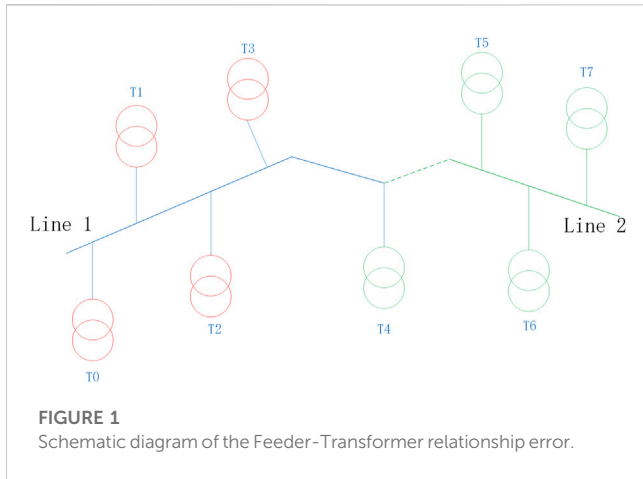 T3
T5
T7
T1
Line 1
Line 2
T2
T4
T6
T0
FIGURE 1
Schematic diagram of the Feeder-Transformer relationship error.